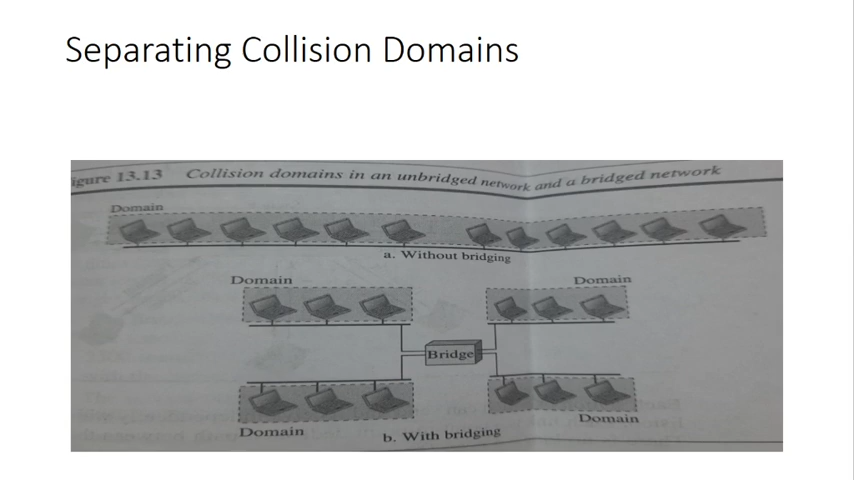 Separating Collision Domains
igure 13.13 Collision domains in an unbridged network and a bridged network
Domain
a. Without bridging
Domain Domain
Bridge
Domain Domain
b. With bridging